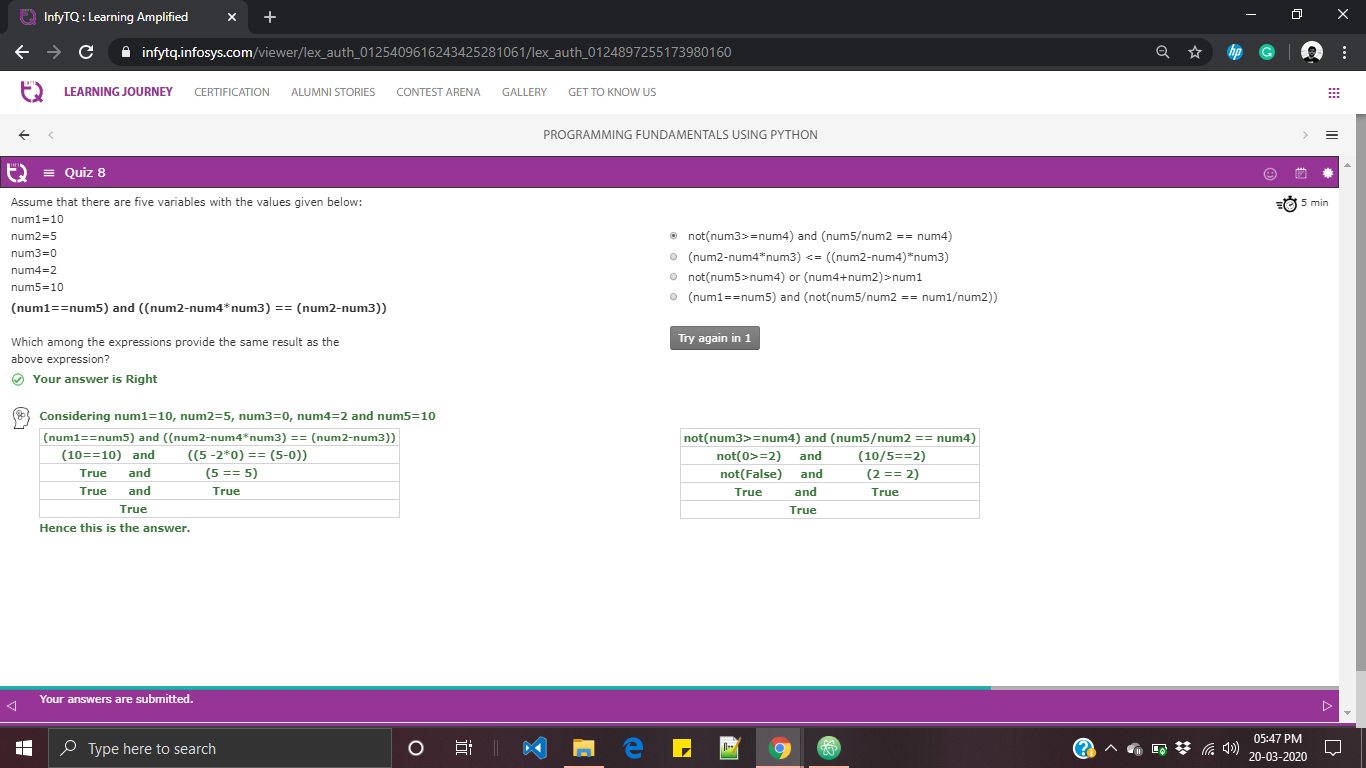 InfyTQ : Learning Amplified
infytq.infosys.com/viewer/lex_auth_0125409616243425281061/lex_auth_0124897255173980160
LEARNING JOURNEY CERTIFICATION ALUMNI STORIES CONTEST ARENA GALLERY GET TO KNOW US
PROGRAMMING FUNDAMENTALS USING PYTHON
Quiz 8
5 min
Assume that there are five variables with the values given below:
num1=10
num2=5
num3=0
num4=2
num5=10
(num1==num5) and ((num2-num4*num3) == (num2-num3))
Which among the expressions provide the same result as the
above expression?
Your answer is Right
not(num3>=num4) and (num5/num2 == num4)
(num2-num4*num3) <= ((num2-num4)*num3)
not(num5>num4) or (num4+num2)>num1
(num1==num5) and (not(num5/num2 == num1/num2))
Try again in 1
Considering num1=10, num2=5, num3=0, num4=2 and num5=10
(num1==num5) and ((num2-num4*num3) == (num2-num3))
(10==10) and ((5 -2*0) == (5-0))
True and (5 == 5)
True and True
True
Hence this is the answer.
not(num3>=num4) and (num5/num2 == num4)
not(0>=2) and (10/5==2)
not(False) and (2 == 2)
True and True
True
Your answers are submitted.
Type here to search
05:47 PM
20-03-2020